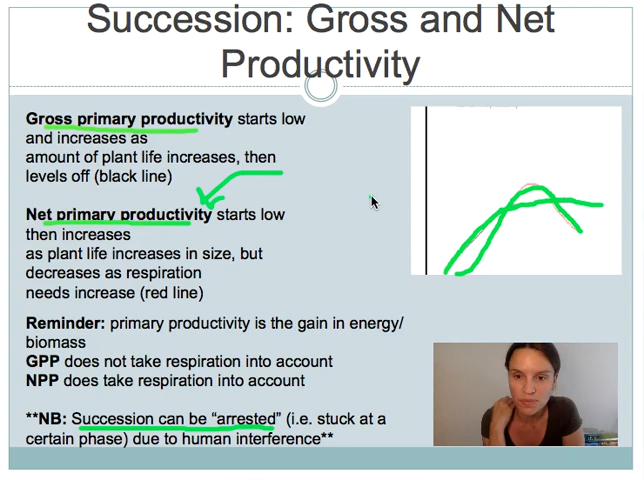 Succession: Gross and Net
Productivity
Gross primary productivity starts low
and increases as
amount of plant life increases, then
levels off (black line)
Net primary productivity starts low
then increases
as plant life increases in size, but
decreases as respiration
needs increase (red line)
Reminder: primary productivity is the gain in energy/
biomass
GPP does not take respiration into account
NPP does take respiration into account
**NB: Succession can be “arrested” (i.e. stuck at a
certain phase) due to human interference**